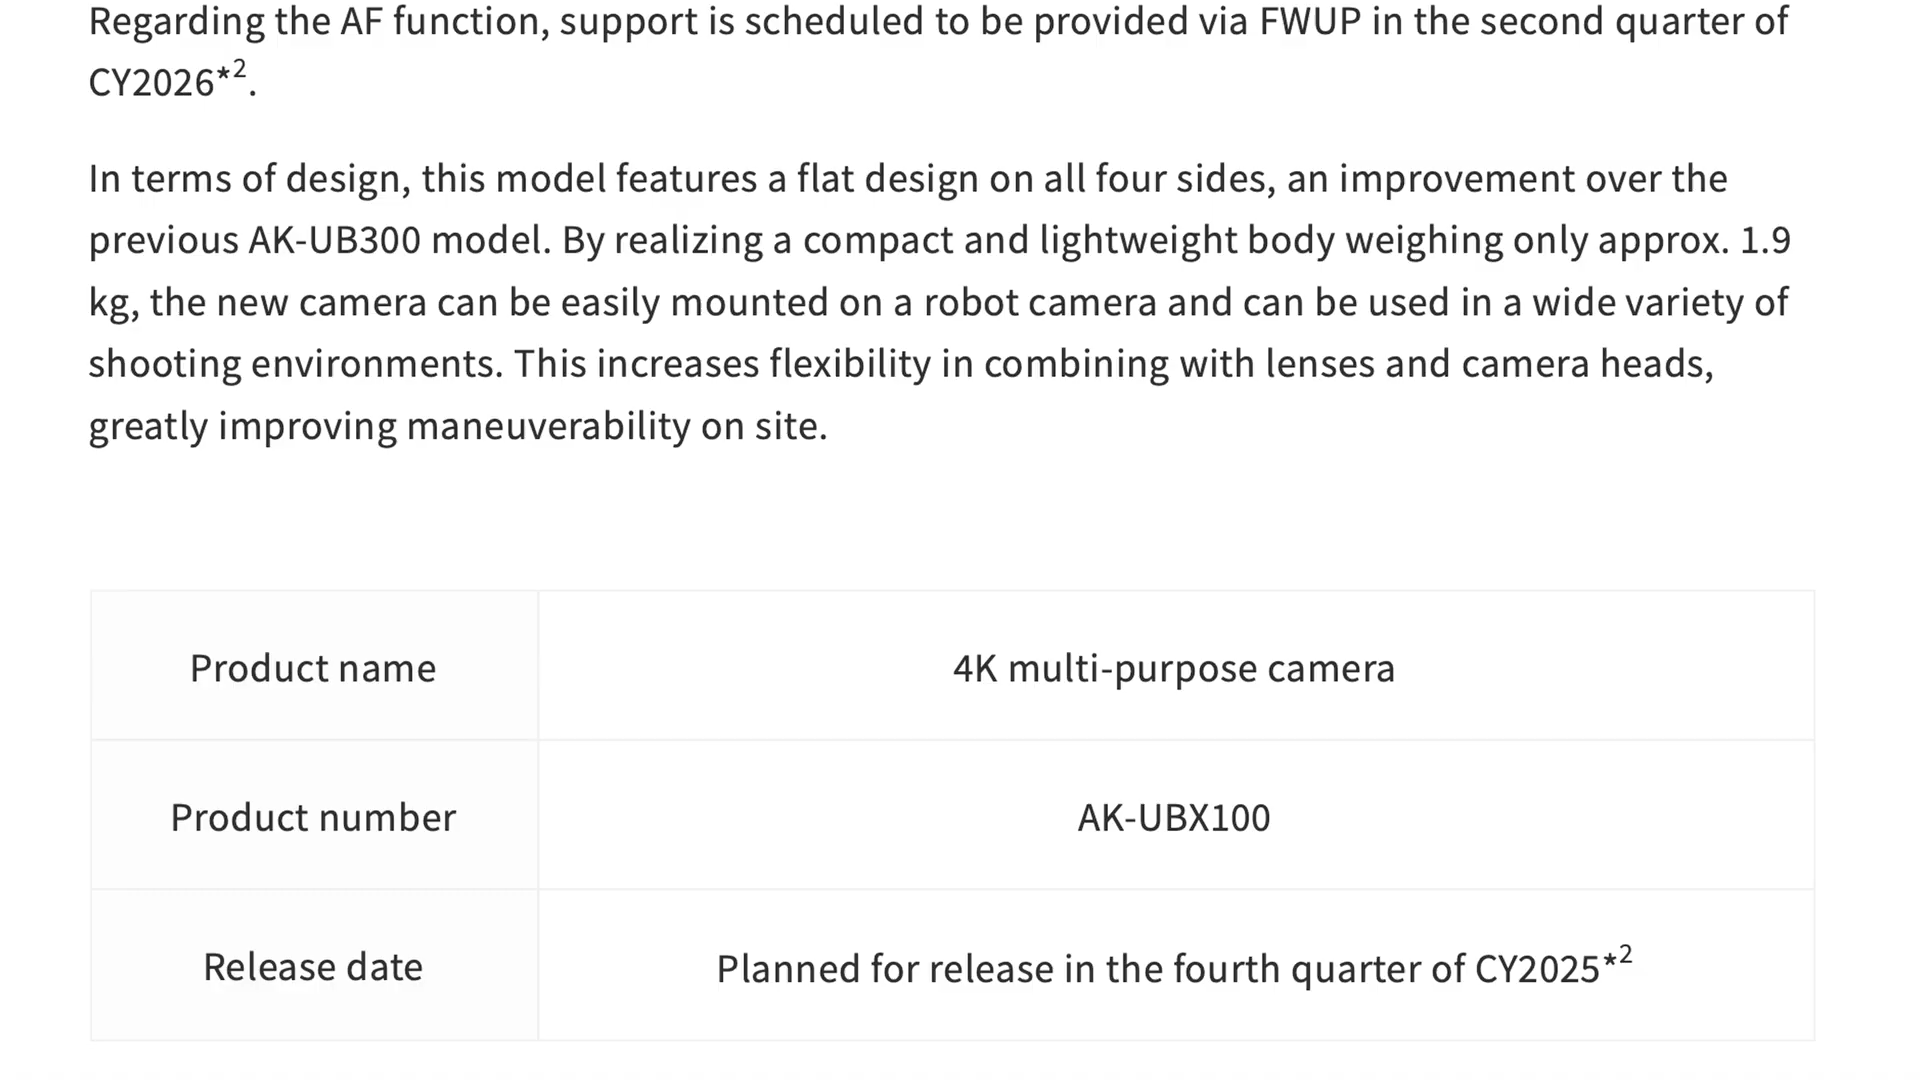 Regarding the AF function, support is scheduled to be provided via FWUP in the second quarter of
CY2026*2.
In terms of design, this model features a flat design on all four sides, an improvement over the
previous AK-UB300 model. By realizing a compact and lightweight body weighing only approx. 1.9
kg, the new camera can be easily mounted on a robot camera and can be used in a wide variety of
shooting environments. This increases flexibility in combining with lenses and camera heads,
greatly improving maneuverability on site.
Product name
4K multi-purpose camera
Product number
AK-UBX100
Release date
Planned for release in the fourth quarter of CY2025*2